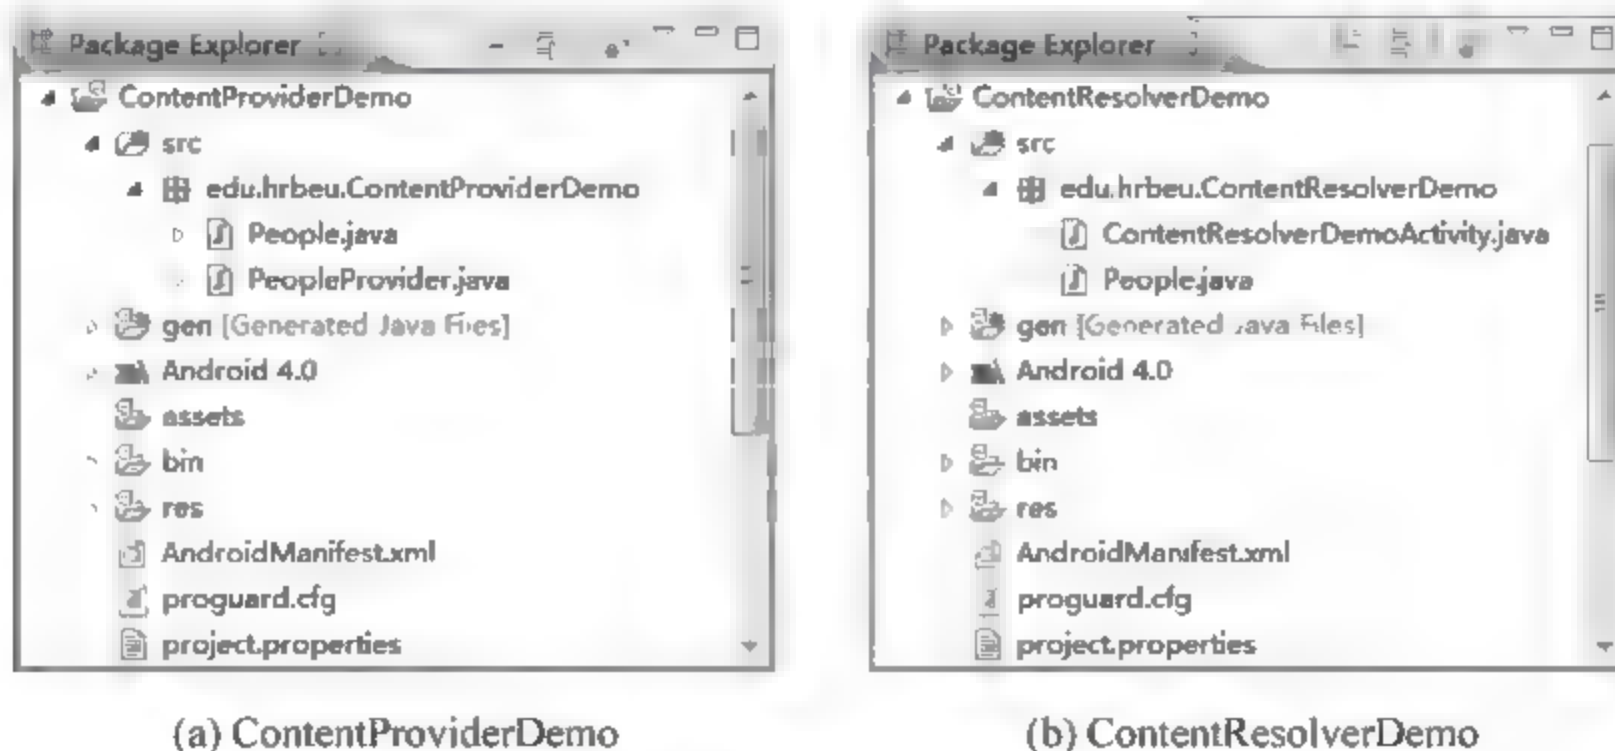 Package Explorer
ContentProviderDemo
src
edu.hrbeu.ContentProviderDemo
People.java
PeopleProvider.java
gen [Generated Java Files]
Android 4.0
assets
bin
res
AndroidManifest.xml
proguard.cfg
project.properties
(a) ContentProviderDemo
Package Explorer
ContentResolverDemo
src
edu.hrbeu.ContentResolverDemo
ContentResolverDemoActivity.java
People.java
gen [Generated Java Files]
Android 4.0
assets
bin
res
AndroidManifest.xml
proguard.cfg
project.properties
(b) ContentResolverDemo